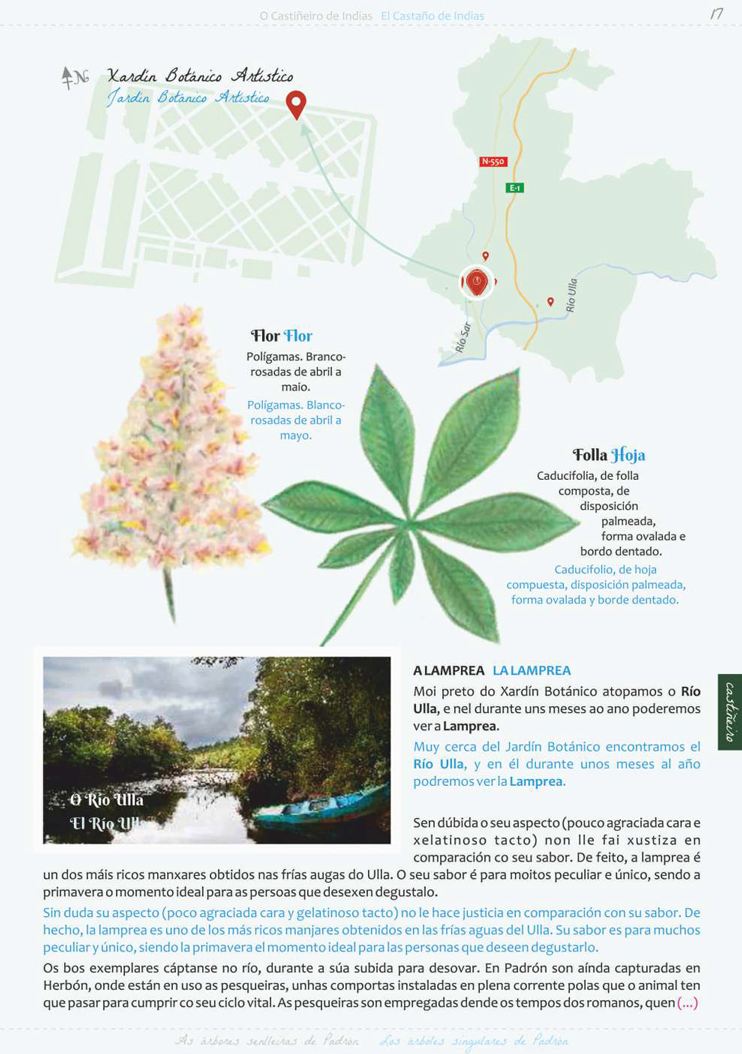 O Castiñeiro de Indias El Castaño de Indias
17
N
Xardín Botánico Artístico
Jardín Botánico Artístico
N-550
E-1
Río Ulla
Río Sar
Flor Flor
Polígamas. Branco-
rosadas de abril a
maio.
Polígamas. Blanco-
rosadas de abril a
mayo.
Folla Hoja
Caducifolia, de folla
composta, de
disposición
palmeada,
forma ovalada e
bordo dentado.
Caducifolio, de hoja
compuesta, disposición palmeada,
forma ovalada y borde dentado.
O Río Ulla
El Río Ulla
A LAMPREA LA LAMPREA
Moi preto do Xardín Botánico atopamos o Río
Ulla, e nel durante uns meses ao ano poderemos
ver a Lamprea.
Muy cerca del Jardín Botánico encontramos el
Río Ulla, y en él durante unos meses al año
podremos ver la Lamprea.
castiñeiro
Sen dúbida o seu aspecto (pouco agraciada cara e
xelatinoso tacto) non lle fai xustiza en
comparación co seu sabor. De feito, a lamprea é
un dos máis ricos manxares obtidos nas frías augas do Ulla. O seu sabor é para moitos peculiar e único, sendo a
primavera o momento ideal para as persoas que desexen degustalo.
Sin duda su aspecto (poco agraciada cara y gelatinoso tacto) no le hace justicia en comparación con su sabor. De
hecho, la lamprea es uno de los más ricos manjares obtenidos en las frías aguas del Ulla. Su sabor es para muchos
peculiar y único, siendo la primavera el momento ideal para las personas que deseen degustarlo.
Os bos exemplares cáptanse no río, durante a súa subida para desovar. En Padrón son aínda capturadas en
Herbón, onde están en uso as pesqueiras, unhas comportas instaladas en plena corrente polas que o animal ten
que pasar para cumprir co seu ciclo vital. As pesqueiras son empregadas dende os tempos dos romanos, quen (...)
As árbores senlleiras de Padrón Los árboles singulares de Padrón